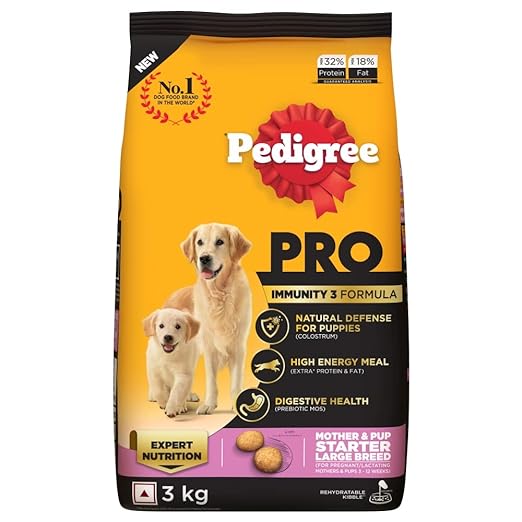 NEW
No.1
DOG FOOD BRAND
IN THE WORLD*
32%
Protein
18%
Fat
GUARANTEED ANALYSIS
Pedigree
PRO
IMMUNITY 3 FORMULA
NATURAL DEFENSE
FOR PUPPIES
(COLOSTRUM)
HIGH ENERGY MEAL
(EXTRA* PROTEIN & FAT)
DIGESTIVE HEALTH
(PREBIOTIC MOS)
EXPERT
NUTRITION
MOTHER & PUP
STARTER
LARGE BREED
(FOR PREGNANT/LACTATING
MOTHERS & PUPS 3 - 12 WEEKS)
3 kg
REHYDRATABLE
KIBBLE*